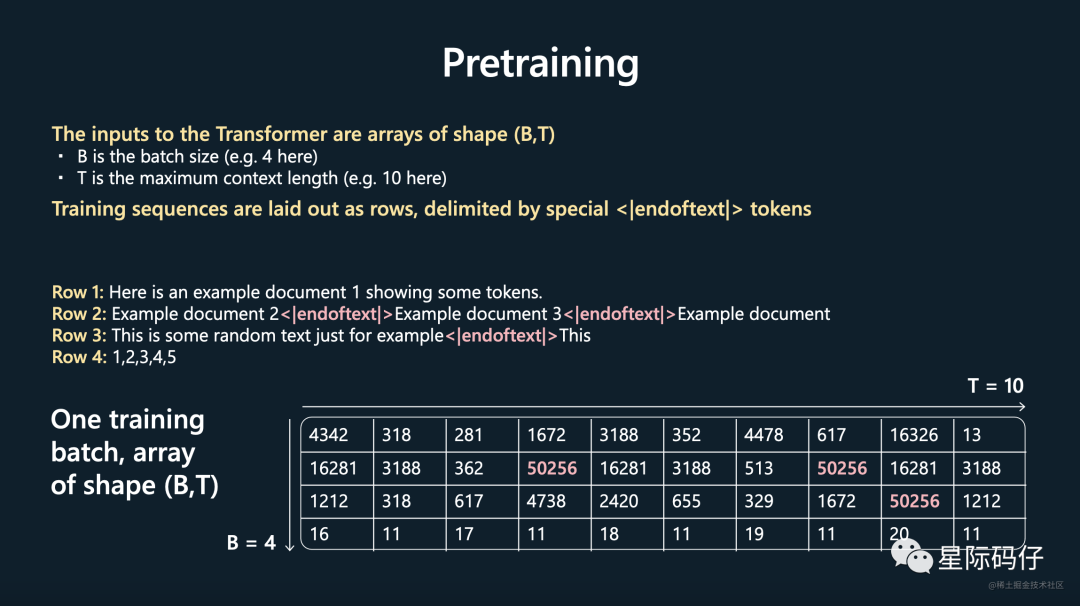 Pretraining
The inputs to the Transformer are arrays of shape (B,T)
· B is the batch size (e.g. 4 here)
· T is the maximum context length (e.g. 10 here)
Training sequences are laid out as rows, delimited by special <|endoftext|> tokens
Row 1: Here is an example document 1 showing some tokens.
Row 2: Example document 2<|endoftext|>Example document 3<|endoftext|>Example document
Row 3: This is some random text just for example<|endoftext|>This
Row 4: 1,2,3,4,5
T = 10
One training
batch, array
of shape (B,T)
B = 4
4342 318 281 1672 3188 352 4478 617 16326 13
16281 3188 362 50256 16281 3188 513 50256 16281 3188
1212 318 617 4738 2420 655 329 1672 50256 1212
16 11 17 11 18 11 19 11 20 11
星际码仔
@稀土掘金技术社区